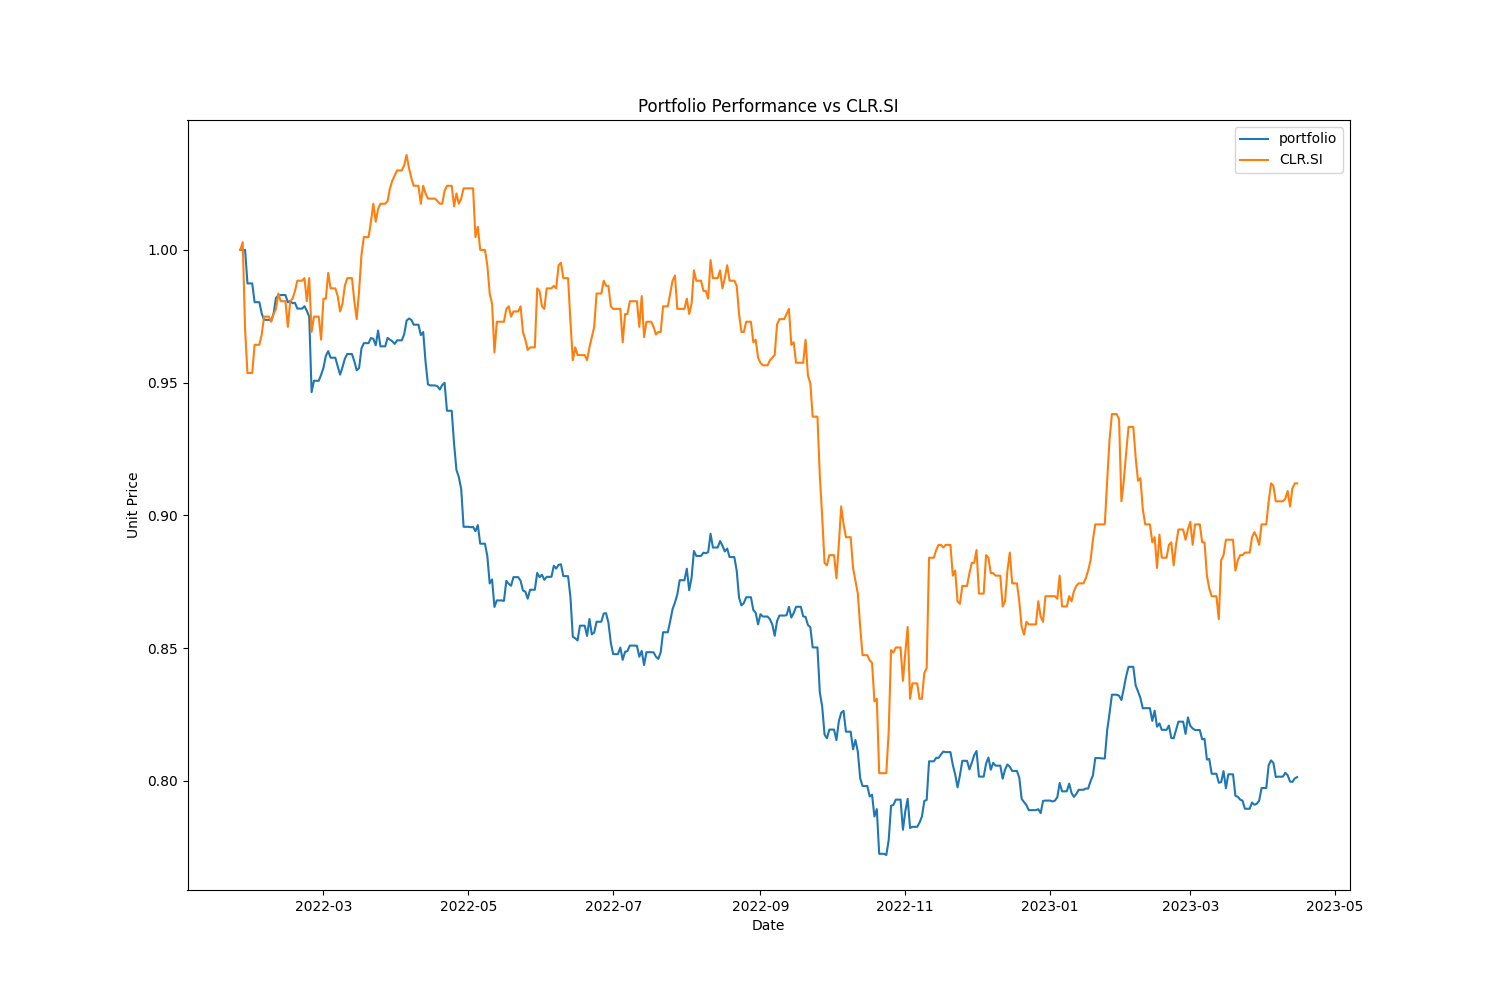 Portfolio Performance vs CLR.SI
portfolio
CLR.SI
1.00
0.95
0.90
0.85
0.80
Unit Price
2022-03
2022-05
2022-07
2022-09
2022-11
2023-01
2023-03
2023-05
Date